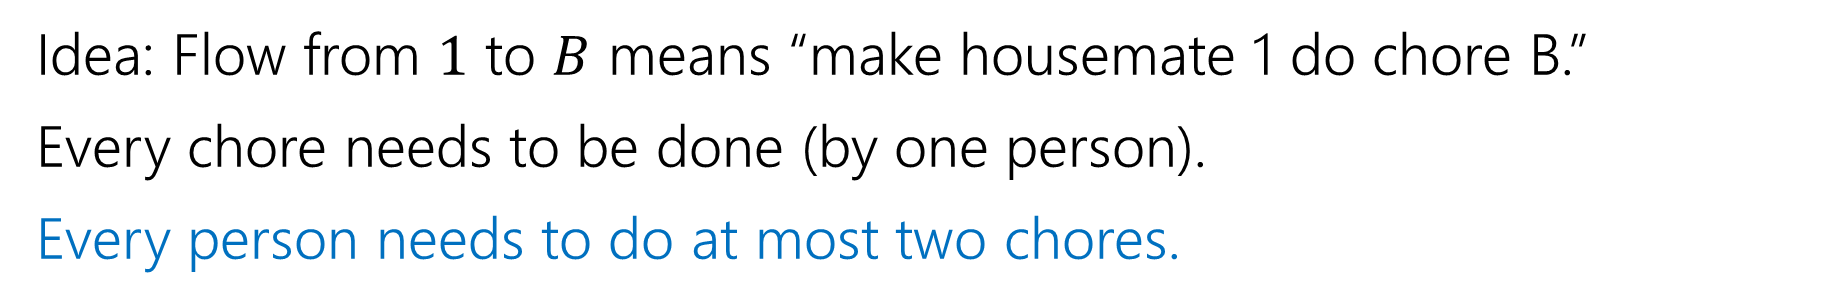 Idea: Flow from 1 to B means “make housemate 1 do chore B.”
Every chore needs to be done (by one person).
Every person needs to do at most two chores.